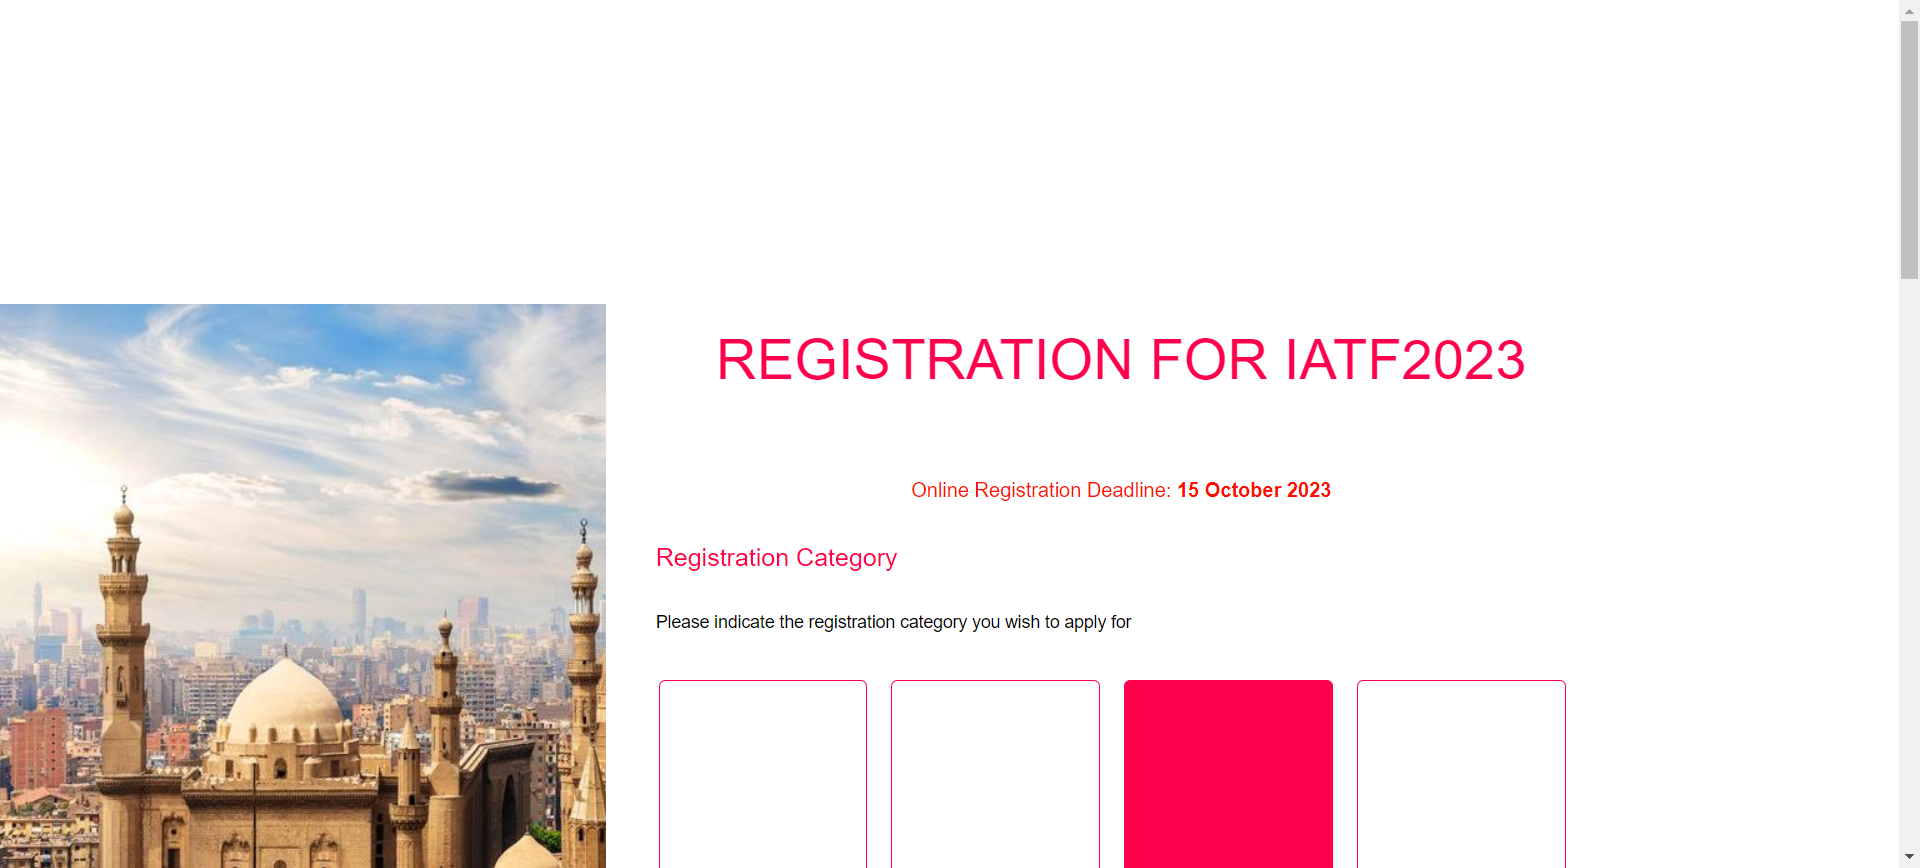 REGISTRATION FOR IATF2023
Online Registration Deadline: 15 October 2023
Registration Category
Please indicate the registration category you wish to apply for